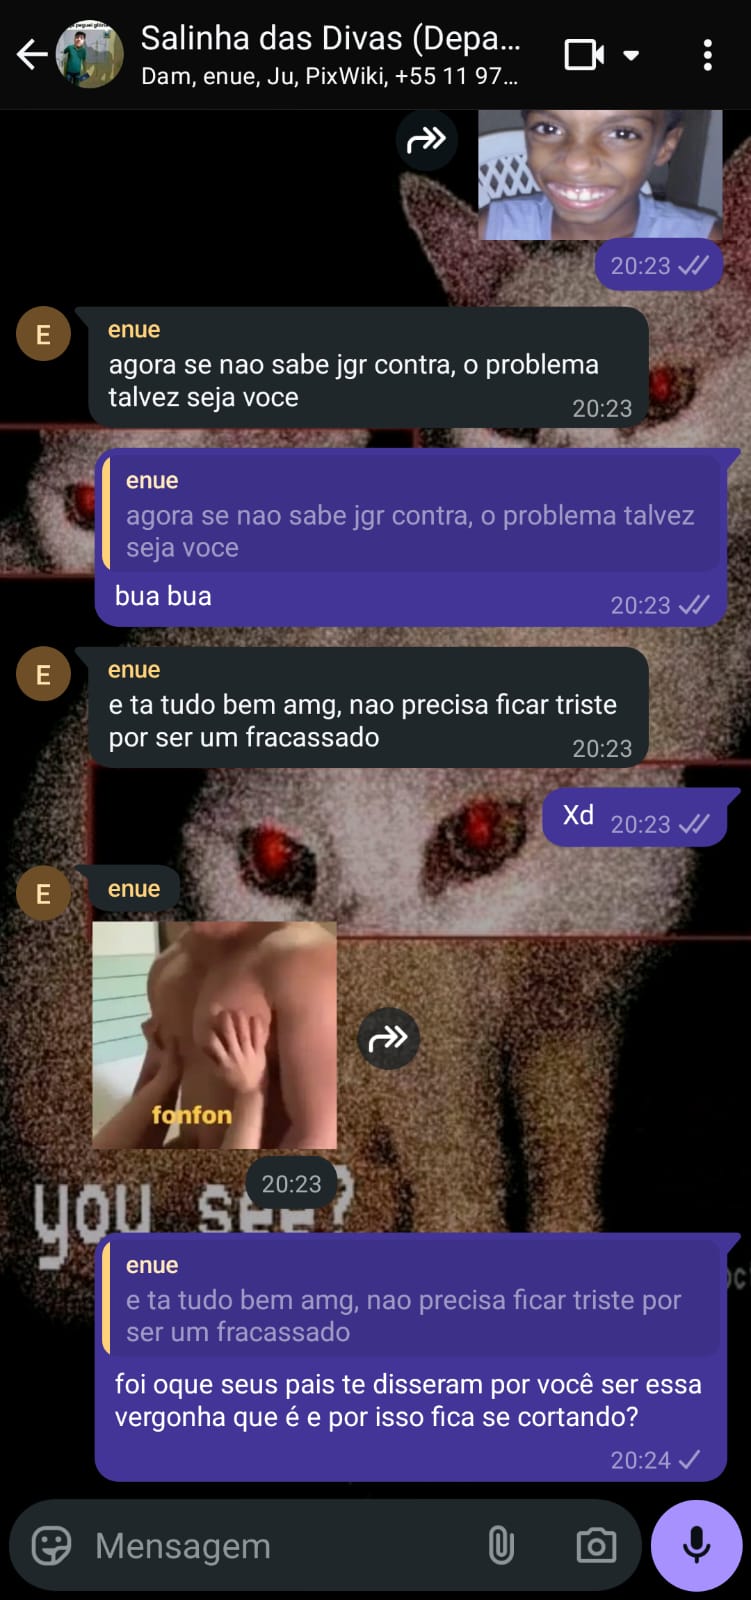 Salinha das Divas (Depa...
Dam, enue, Ju, PixWiki, +55 11 97...
20:23
E
enue
agora se nao sabe jgr contra, o problema
talvez seja voce
20:23
enue
agora se nao sabe jgr contra, o problema talvez
seja voce
bua bua
20:23
E
enue
e ta tudo bem amg, nao precisa ficar triste
por ser um fracassado
20:23
Xd
20:23
E
enue
fonfon
20:23
you see?
enue
e ta tudo bem amg, nao precisa ficar triste por
ser um fracassado
foi oque seus pais te disseram por você ser essa
vergonha que é e por isso fica se cortando?
20:24
Mensagem